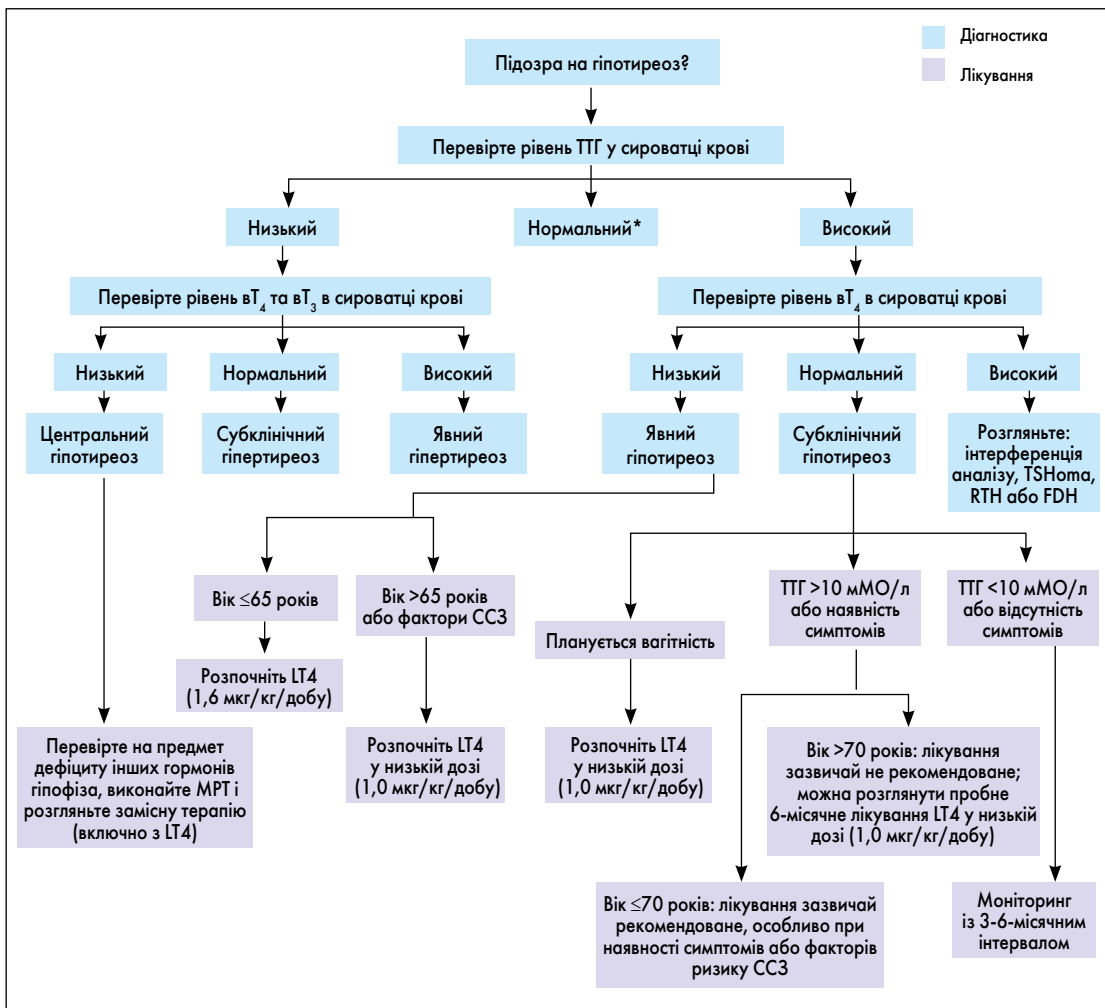 Діагностика
Лікування
Підозра на гіпотиреоз?
Перевірте рівень ТТГ у сироватці крові
Низький
Нормальний*
Високий
Перевірте рівень вТ₄ та вТ₃ в сироватці крові
Перевірте рівень вТ₄ в сироватці крові
Низький
Нормальний
Високий
Низький
Нормальний
Високий
Центральний
гіпотиреоз
Субклінічний
гіпертиреоз
Явний
гіпертиреоз
Явний
гіпотиреоз
Субклінічний
гіпотиреоз
Розгляньте:
інтерференція
аналізу, TSHoma,
RTH або FDH
Вік ≤65 років
Вік >65 років
або фактори ССЗ
Планується вагітність
ТТГ >10 мМО/л
або наявність
симптомів
ТТГ <10 мМО/л
або відсутність
симптомів
Розпочніть LT4
(1,6 мкг/кг/добу)
Перевірте на предмет
дефіциту інших гормонів
гіпофіза, виконайте МРТ і
розгляньте замісну терапію
(включно з LT4)
Розпочніть LT4
у низькій дозі
(1,0 мкг/кг/добу)
Розпочніть LT4
у низькій дозі
(1,0 мкг/кг/добу)
Вік >70 років: лікування
зазвичай не рекомендоване;
можна розглянути пробне
6-місячне лікування LT4 у низькій
дозі (1,0 мкг/кг/добу)
Вік ≤70 років: лікування зазвичай
рекомендоване, особливо при
наявності симптомів або факторів
ризику ССЗ
Моніторинг
із 3-6-місячним
інтервалом